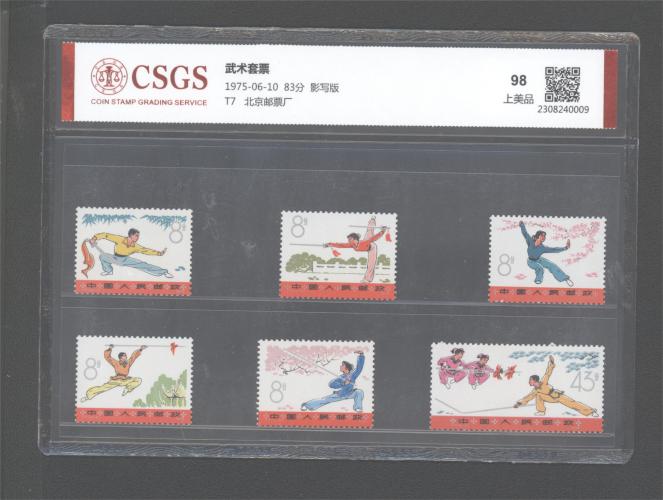 CSGS
COIN STAMP GRADING SERVICE
武术套票
1975-06-10 83分 影写版
T7 北京邮票厂
98
上美品
2308240009
8分
中国人民邮政
8分
中国人民邮政
8分
中国人民邮政
8分
中国人民邮政
8分
中国人民邮政
43分
中国人民邮政